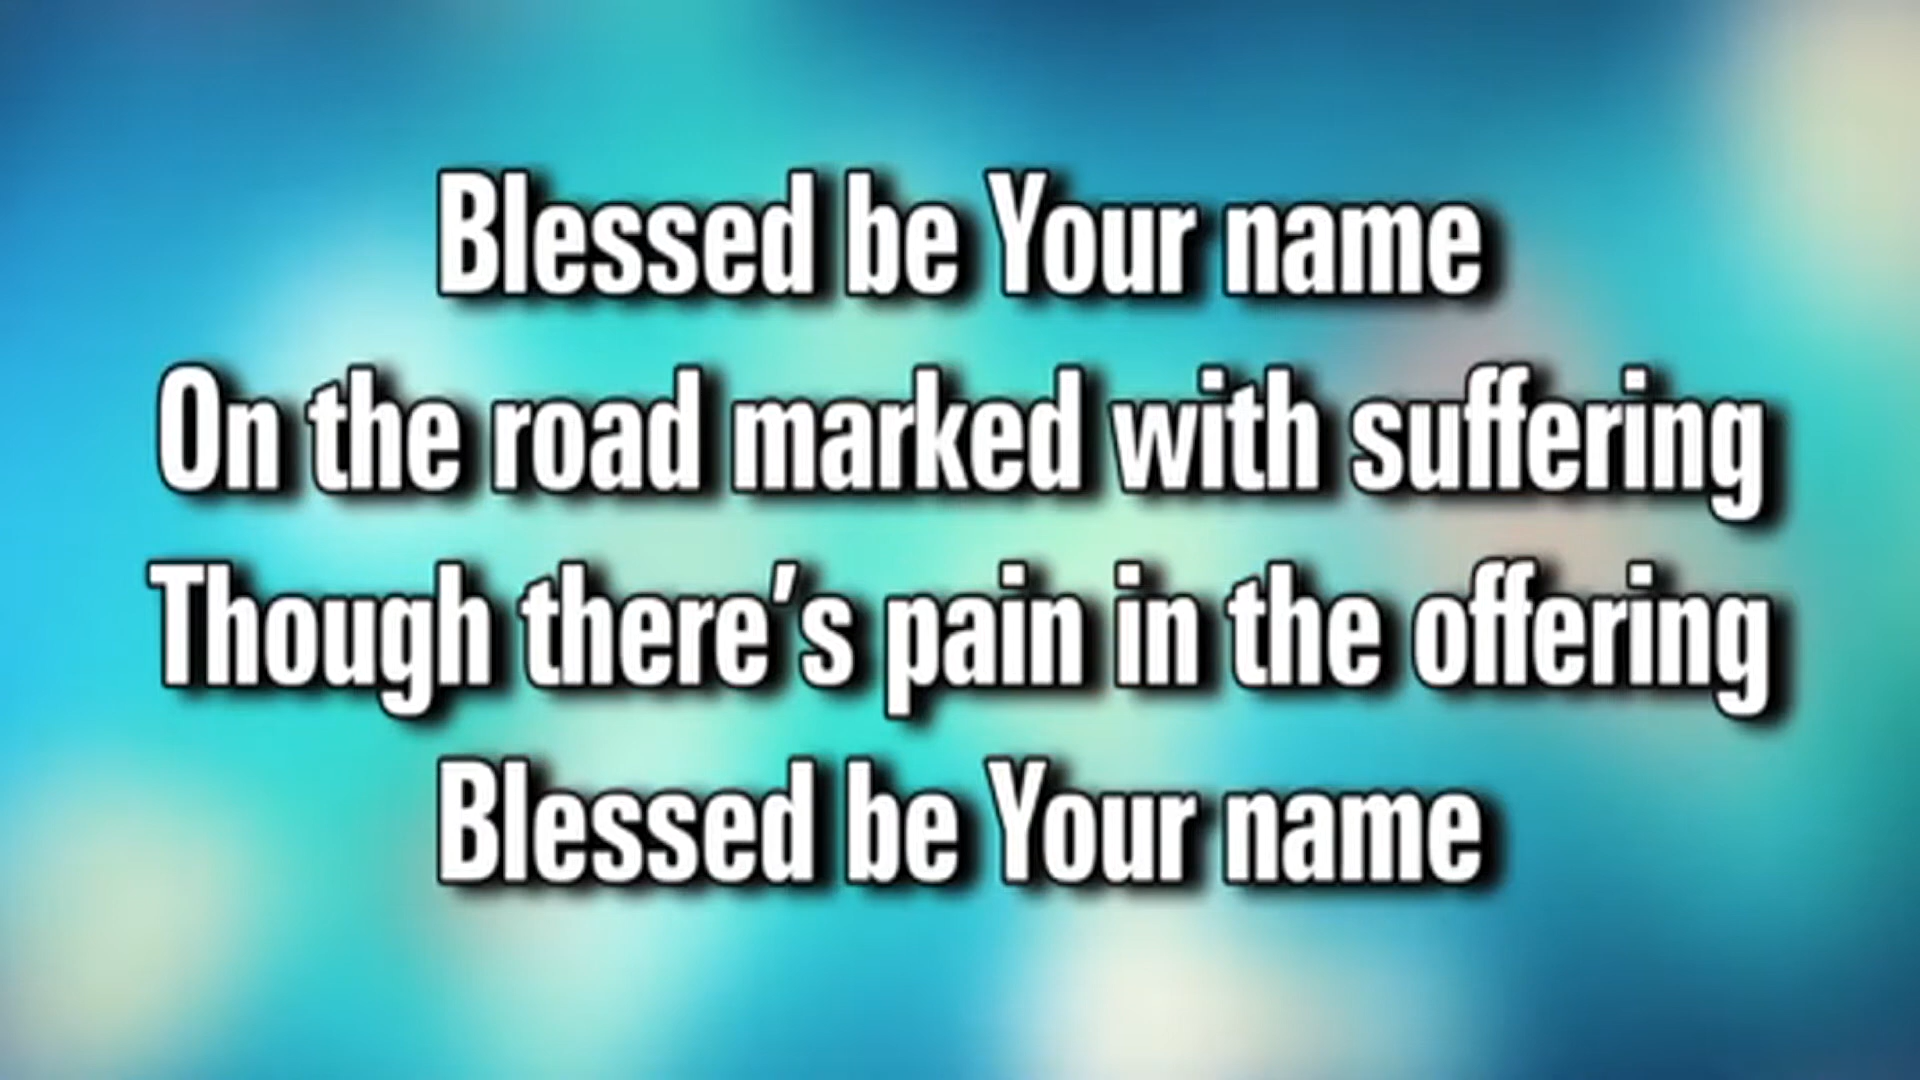 Blessed be Your name
On the road marked with suffering
Though there’s pain in the offering
Blessed be Your name